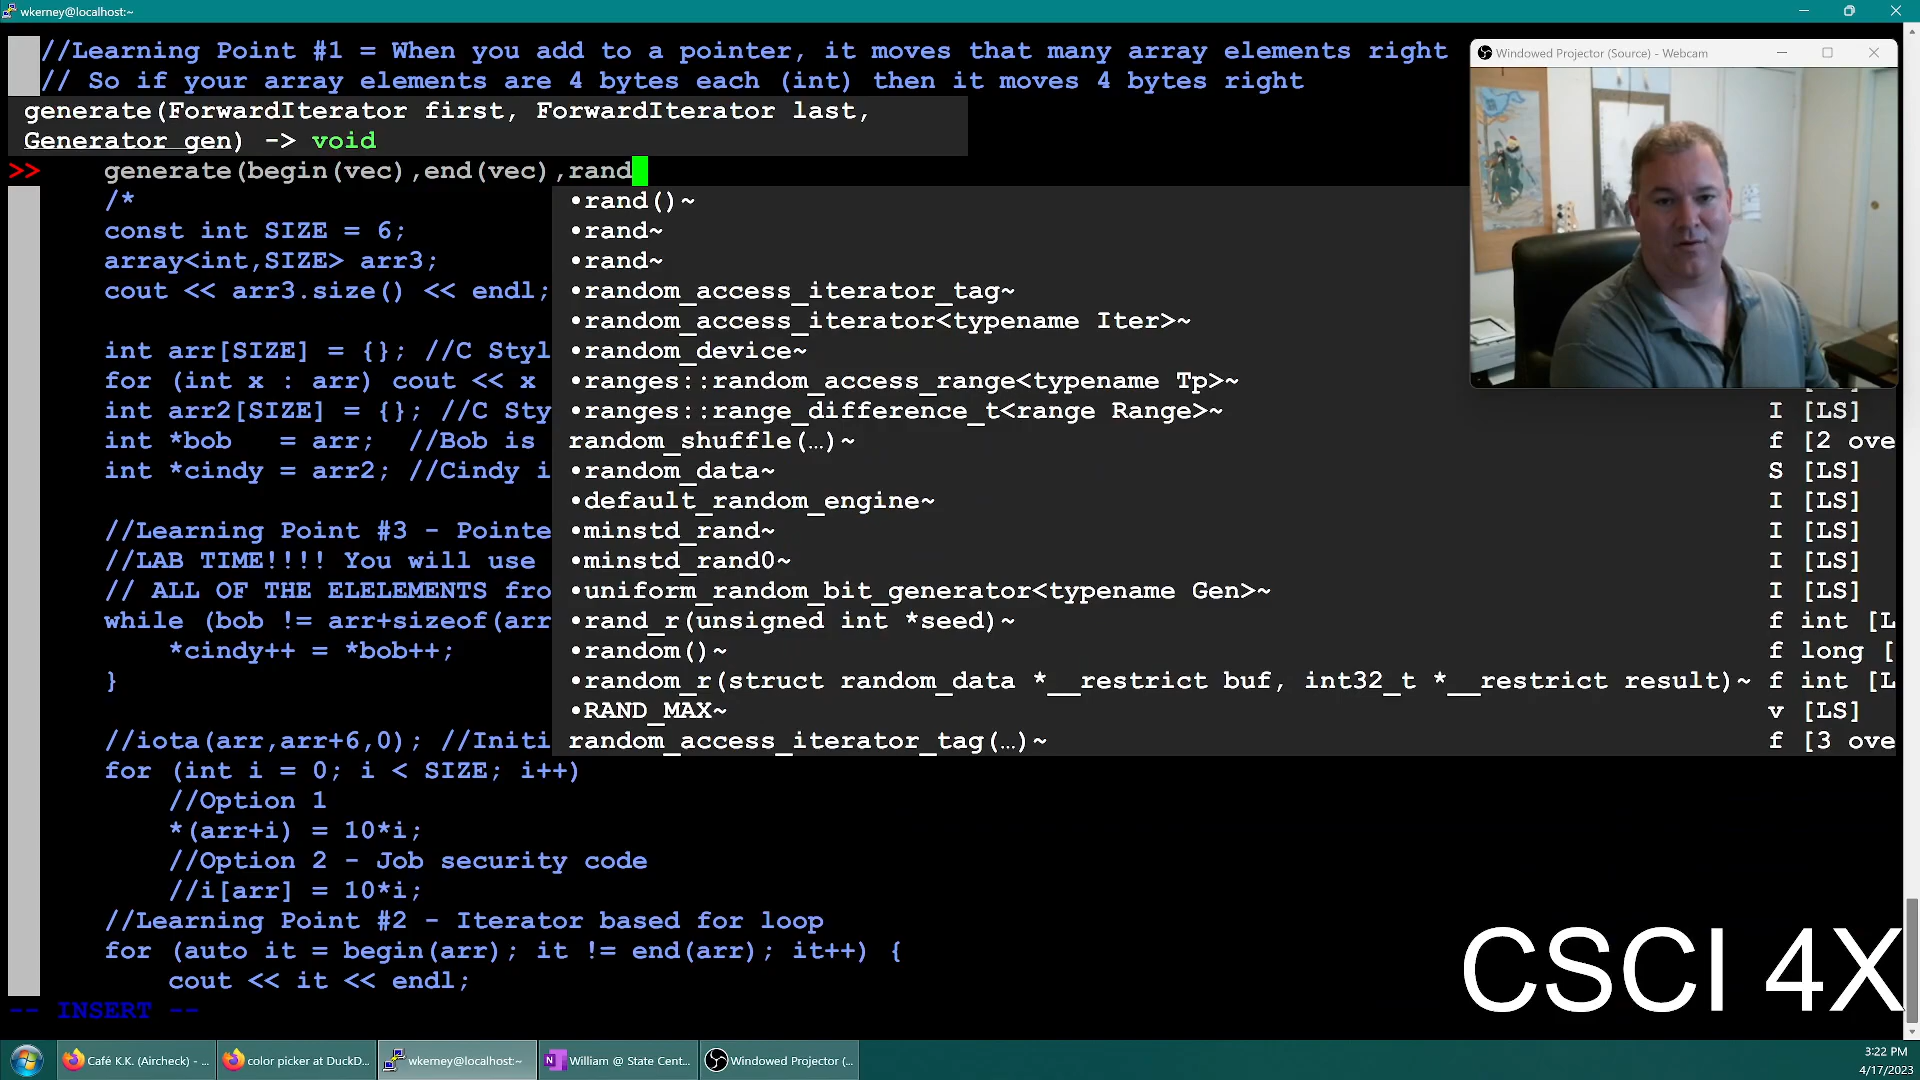 wkerney@localhost:~
//Learning Point #1 = When you add to a pointer, it moves that many array elements right
// So if your array elements are 4 bytes each (int) then it moves 4 bytes right
Windowed Projector (Source) - Webcam
generate(ForwardIterator first, ForwardIterator last,
Generator gen) -> void
>> generate(begin(vec),end(vec),rand
/*
•rand()~
const int SIZE = 6;
•rand~
array<int,SIZE> arr3;
•rand~
cout << arr3.size() << endl;
•random_access_iterator_tag~
•random_access_iterator<typename Iter>~
int arr[SIZE] = {}; //C Styl
•random_device~
for (int x : arr) cout << x
•ranges::random_access_range<typename Tp>~
int arr2[SIZE] = {}; //C Sty
•ranges::range_difference_t<range Range>~ I [LS]
int *bob   = arr;  //Bob is
random_shuffle(…)~ f [2 ove
int *cindy = arr2; //Cindy i
•random_data~ S [LS]
•default_random_engine~ I [LS]
//Learning Point #3 - Pointe
•minstd_rand~ I [LS]
//LAB TIME!!!! You will use
•minstd_rand0~ I [LS]
// ALL OF THE ELELEMENTS fro
•uniform_random_bit_generator<typename Gen>~ I [LS]
while (bob != arr+sizeof(arr
•rand_r(unsigned int *seed)~ f int [L
*cindy++ = *bob++;
•random()~ f long [
}
•random_r(struct random_data *__restrict buf, int32_t *__restrict result)~ f int [L
•RAND_MAX~ v [LS]
//iota(arr,arr+6,0); //Initi
random_access_iterator_tag(…)~ f [3 ove
for (int i = 0; i < SIZE; i++)
//Option 1
*(arr+i) = 10*i;
//Option 2 - Job security code
//i[arr] = 10*i;
//Learning Point #2 - Iterator based for loop
for (auto it = begin(arr); it != end(arr); it++) {
cout << it << endl;
-- INSERT --
CSCI 4X
Café K.K. (Aircheck) - ...
color picker at DuckD...
wkerney@localhost:~
William @ State Cent...
Windowed Projector (...
3:22 PM
4/17/2023